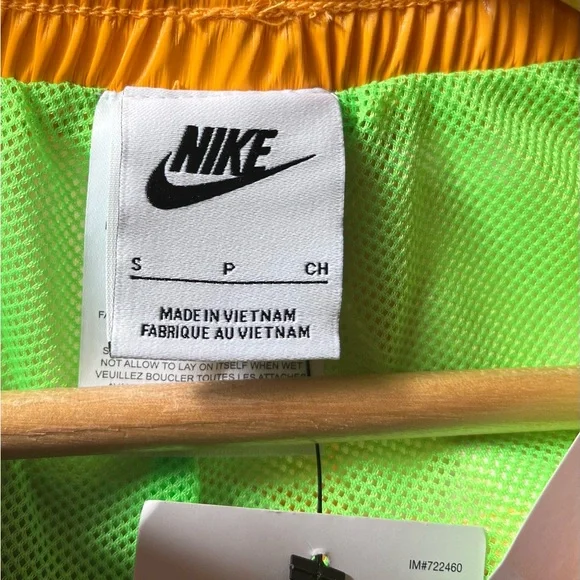 NIKE
S P CH
MADE IN VIETNAM
FABRIQUE AU VIETNAM
NOT ALLOW TO LAY ON ITSELF WHEN WET
VEUILLEZ BOUCLER TOUTES LES ATTACHES
IM#722460